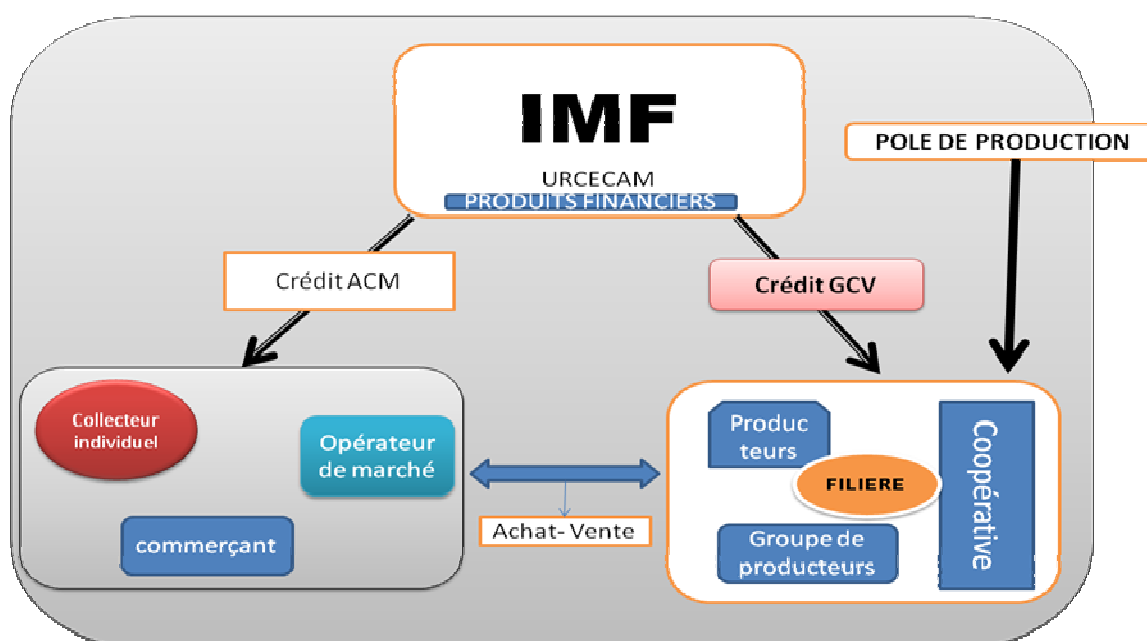 IMF
URCECAM
PRODUITS FINANCIERS
POLE DE PRODUCTION
Crédit ACM
Crédit GCV
Collecteur
individuel
Opérateur
de marché
commerçant
Achat- Vente
Produc
teurs
FILIERE
Groupe de
producteurs
Coopérative